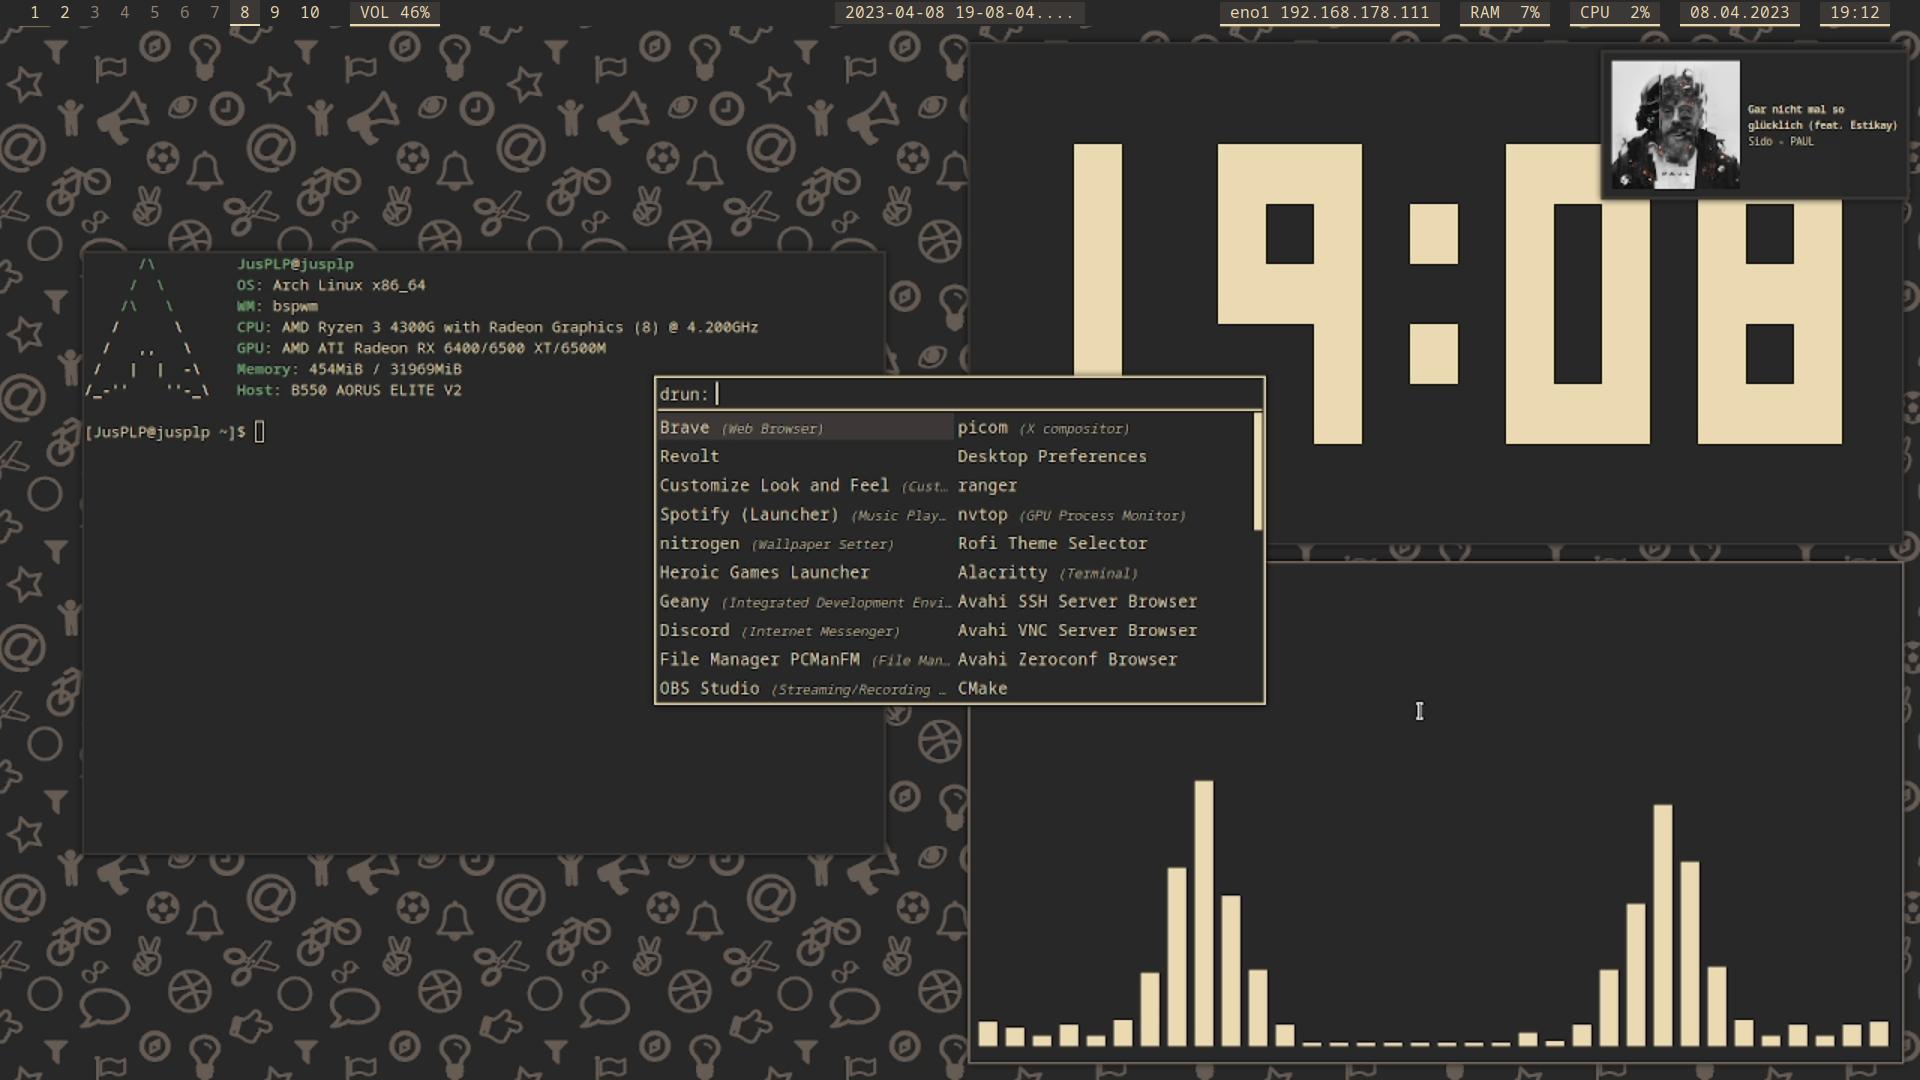 1 2 3 4 5 6 7 8 9 10 VOL 46% 2023-04-08 19-08-04.... eno1 192.168.178.111 RAM 7% CPU 2% 08.04.2023 19:12
Gar nicht mal so
glücklich (feat. Estikay)
Sido - PAUL
PAUL
19:08
JusPLP@jusplp
OS: Arch Linux x86_64
WM: bspwm
CPU: AMD Ryzen 3 4300G with Radeon Graphics (8) @ 4.200GHz
GPU: AMD ATI Radeon RX 6400/6500 XT/6500M
Memory: 454MiB / 31969MiB
Host: B550 AORUS ELITE V2
[JusPLP@jusplp ~]$
drun:
Brave (Web Browser)
Revolt
Customize Look and Feel (Cust…
Spotify (Launcher) (Music Play…
nitrogen (Wallpaper Setter)
Heroic Games Launcher
Geany (Integrated Development Envi…
Discord (Internet Messenger)
File Manager PCManFM (File Man…
OBS Studio (Streaming/Recording …
picom (X compositor)
Desktop Preferences
ranger
nvtop (GPU Process Monitor)
Rofi Theme Selector
Alacritty (Terminal)
Avahi SSH Server Browser
Avahi VNC Server Browser
Avahi Zeroconf Browser
CMake